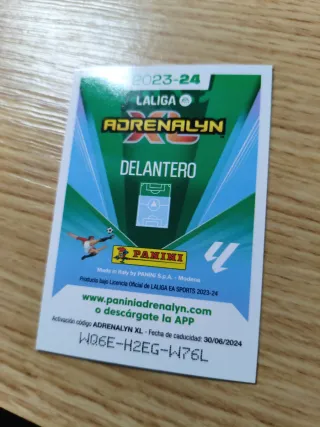 2023-24
LALIGA
XL
ADRENALYN
DELANTERO
PANINI
Made in Italy by PANINI S.p.A. - Modena
Producto bajo Licencia Oficial de LALIGA EA SPORTS 2023-24
www.paniniadrenalyn.com
o descárgate la APP
Activación código ADRENALYN XL - Fecha de caducidad: 30/06/2024
WQ6E-H2EG-W76L